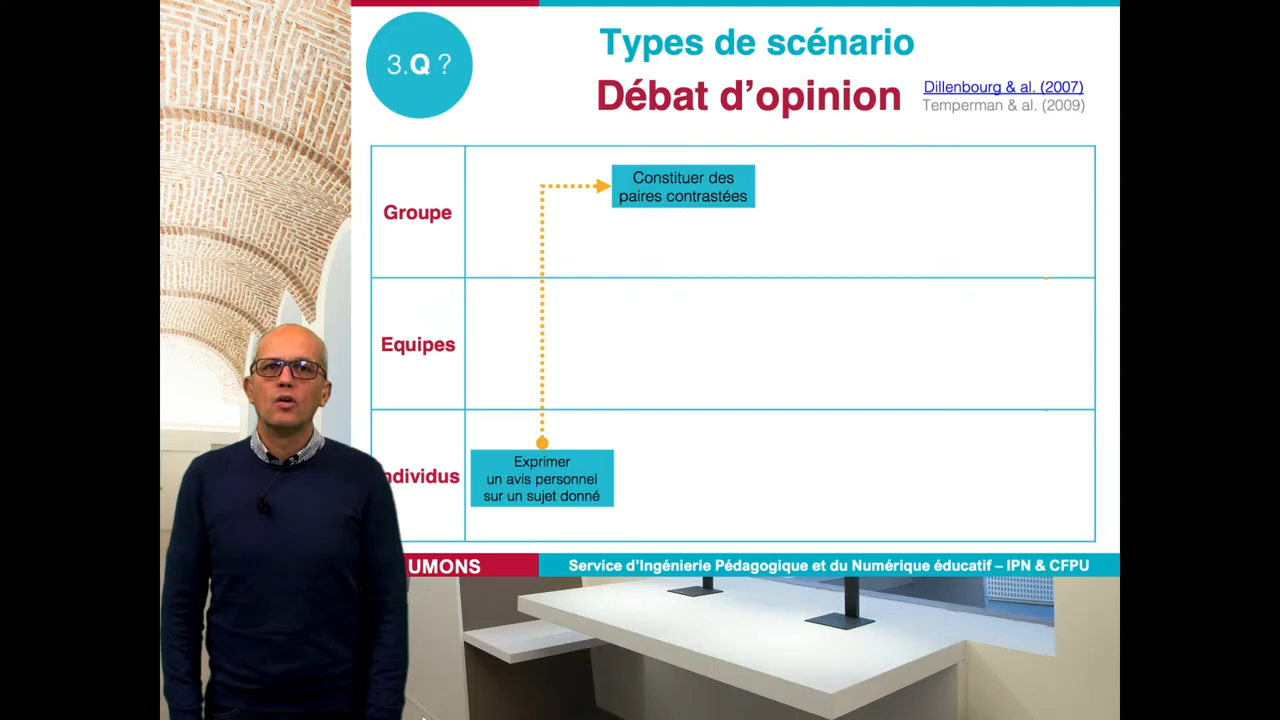 3.Q ?
Types de scénario
Débat d’opinion
Dillenbourg & al. (2007)
Temperman & al. (2009)
Groupe
Constituer des
paires contrastées
Equipes
ndividus
Exprimer
un avis personnel
sur un sujet donné
UMONS
Service d’Ingénierie Pédagogique et du Numérique éducatif – IPN & CFPU